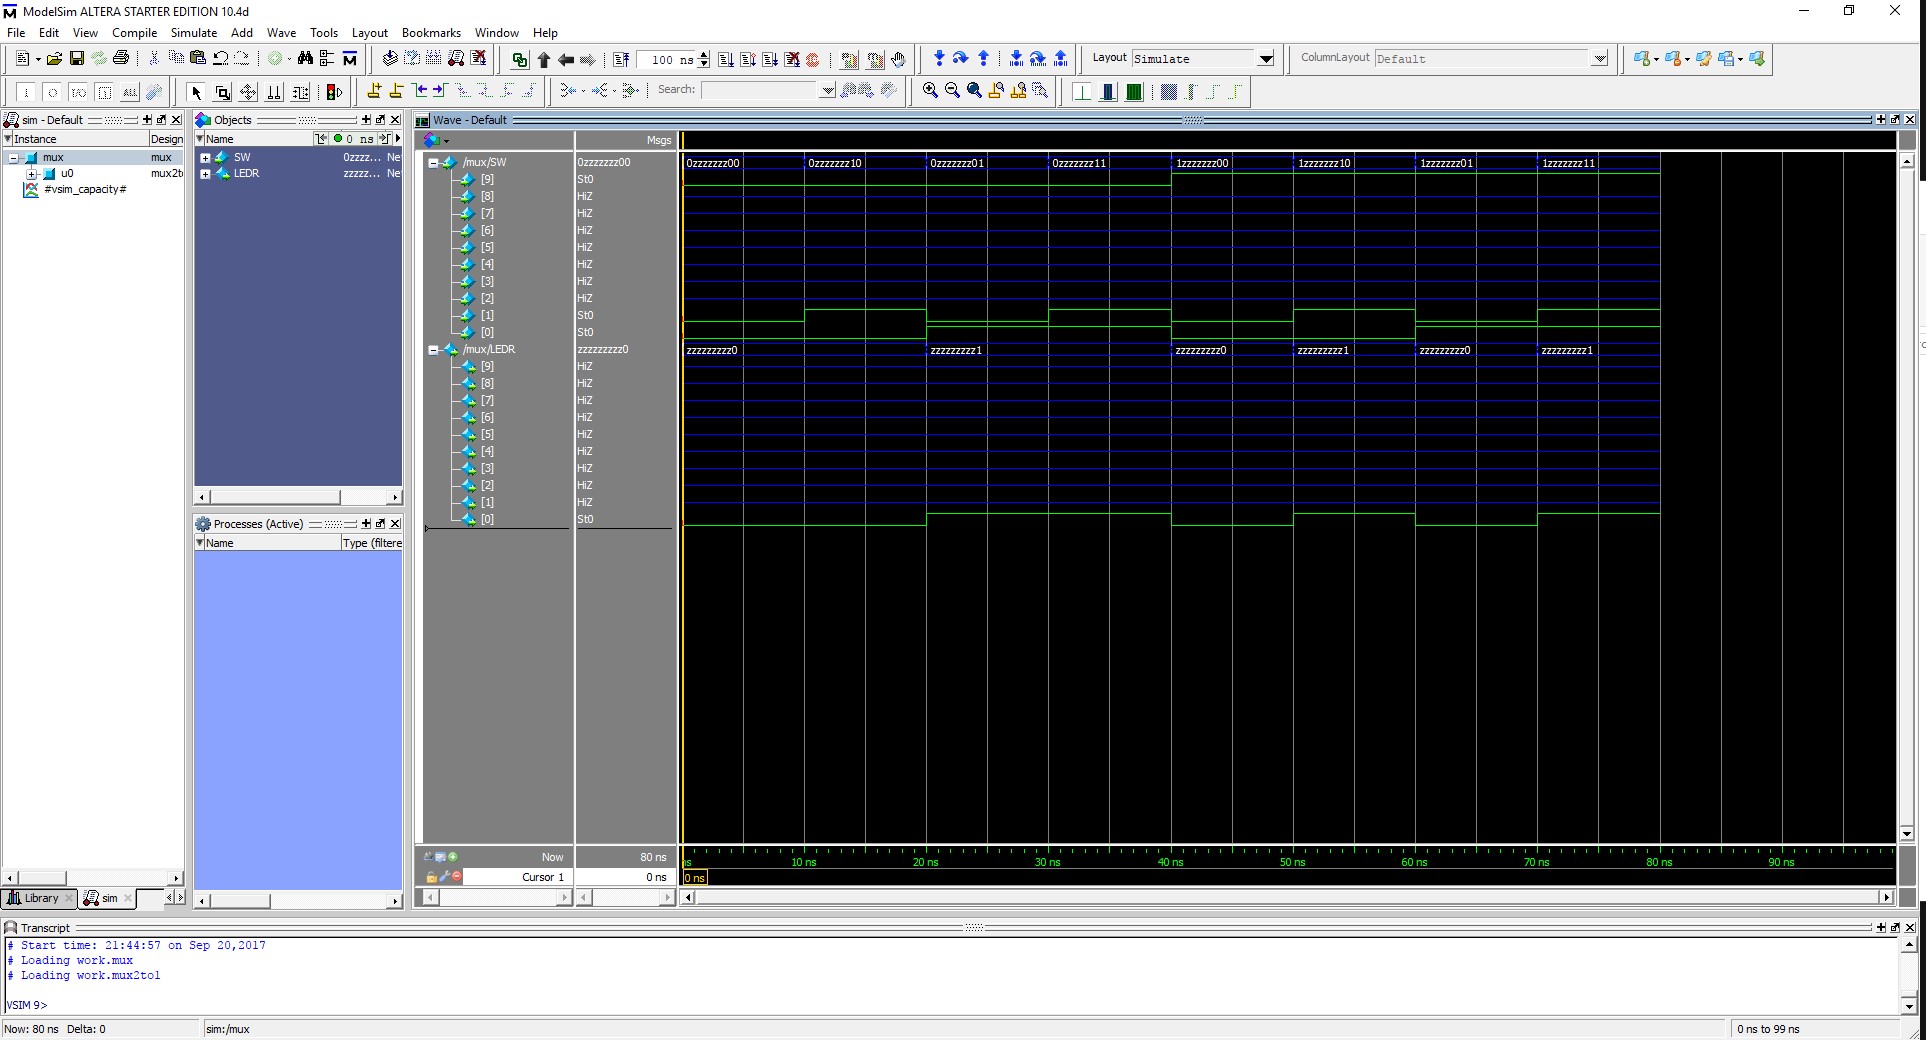 ModelSim ALTERA STARTER EDITION 10.4d
File Edit View Compile Simulate Add Wave Tools Layout Bookmarks Window Help
100 ns
Layout Simulate
ColumnLayout Default
Search:
sim - Default
Instance Design
mux mux
u0 mux2t
#vsim_capacity#
Objects
Name 0 ns
SW 0zzzz... Ne
LEDR zzzzz... Ne
Processes (Active)
Name Type (filtere
Library sim
Wave - Default
Msgs
/mux/SW 0zzzzzzz00 0zzzzzzz00 0zzzzzzz10 0zzzzzzz01 0zzzzzzz11 1zzzzzzz00 1zzzzzzz10 1zzzzzzz01 1zzzzzzz11
[9] St0
[8] HiZ
[7] HiZ
[6] HiZ
[5] HiZ
[4] HiZ
[3] HiZ
[2] HiZ
[1] St0
[0] St0
/mux/LEDR zzzzzzzzz0 zzzzzzzzz0 zzzzzzzzz1 zzzzzzzzz0 zzzzzzzzz1 zzzzzzzzz0 zzzzzzzzz1
[9] HiZ
[8] HiZ
[7] HiZ
[6] HiZ
[5] HiZ
[4] HiZ
[3] HiZ
[2] HiZ
[1] HiZ
[0] St0
Now 80 ns 10 ns 20 ns 30 ns 40 ns 50 ns 60 ns 70 ns 80 ns 90 ns
Cursor 1 0 ns 0 ns
Transcript
# Start time: 21:44:57 on Sep 20,2017
# Loading work.mux
# Loading work.mux2to1
VSIM 9>
Now: 80 ns Delta: 0 sim:/mux 0 ns to 99 ns